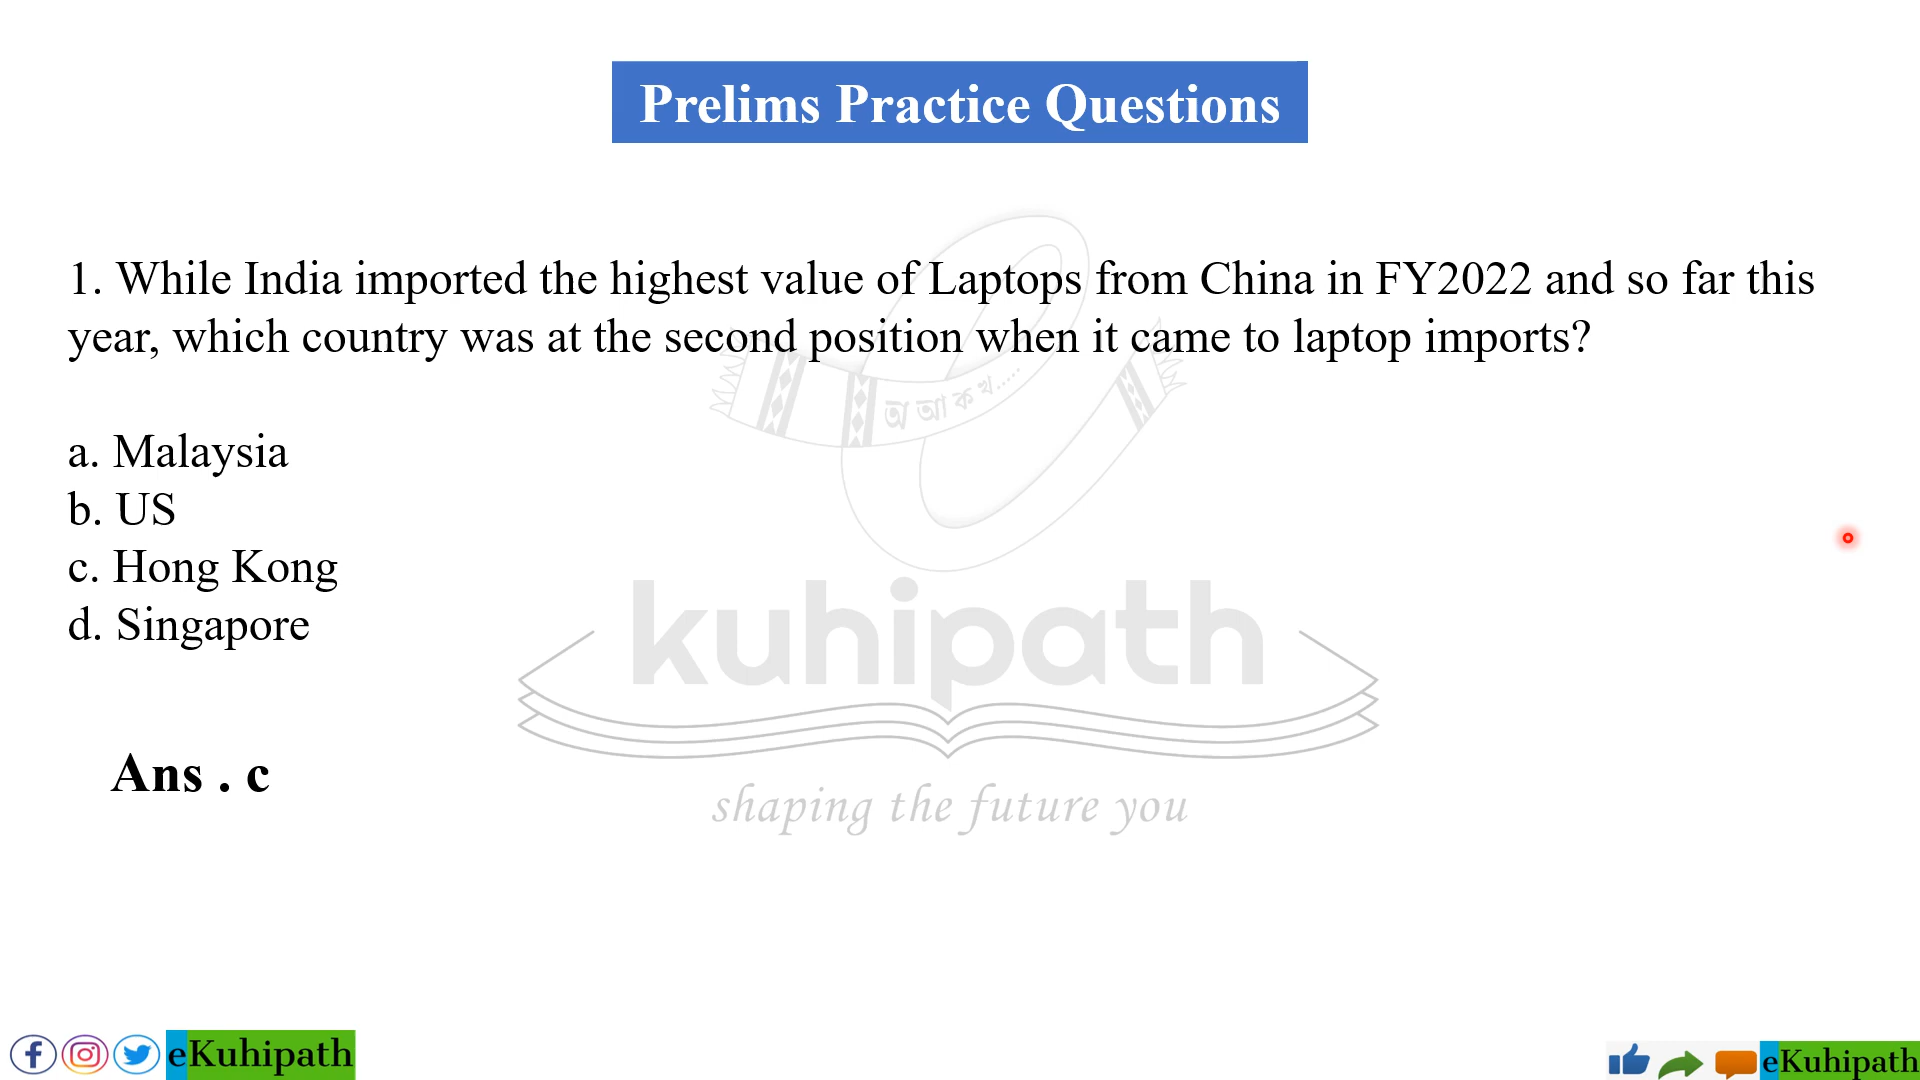 Prelims Practice Questions
1. While India imported the highest value of Laptops from China in FY2022 and so far this
year, which country was at the second position when it came to laptop imports?
অ আ ক খ.....
a. Malaysia
b. US
c. Hong Kong
d. Singapore
kuhipath
Ans . c
shaping the future you
eKuhipath
eKuhipath